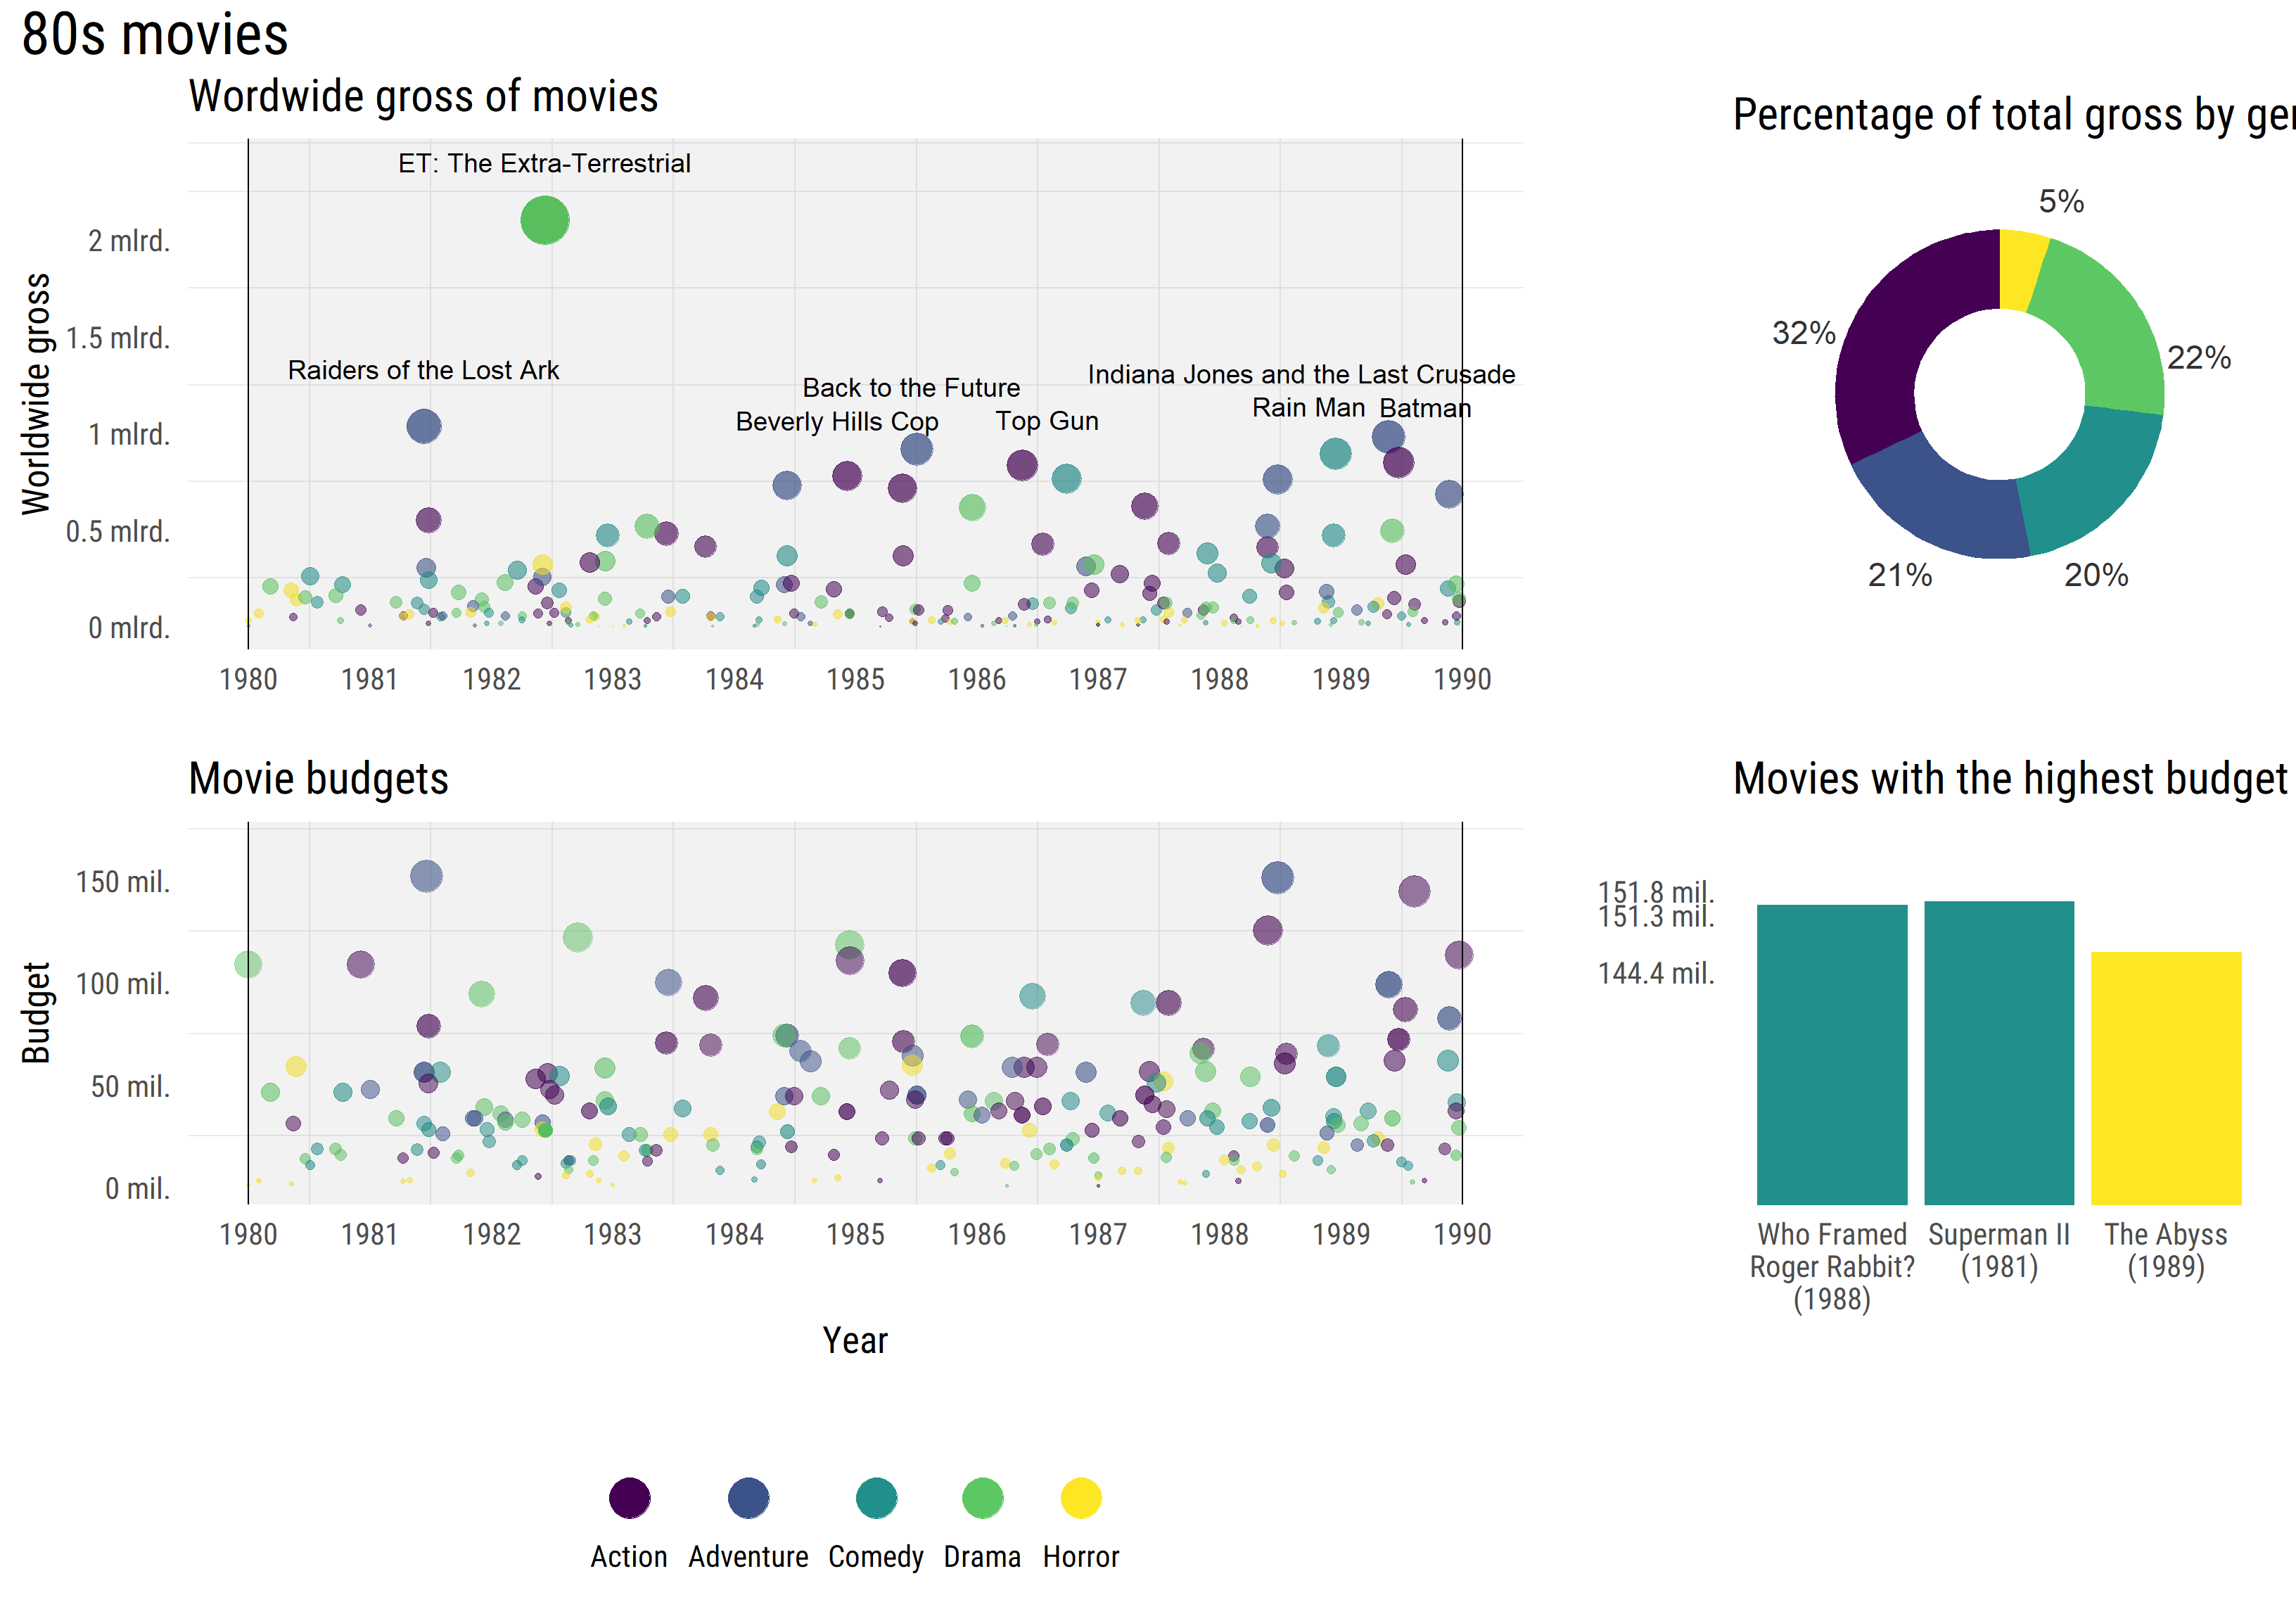 80s movies
Wordwide gross of movies
Worldwide gross
2 mlrd.
1.5 mlrd.
1 mlrd.
0.5 mlrd.
0 mlrd.
ET: The Extra-Terrestrial
Raiders of the Lost Ark
Back to the Future
Beverly Hills Cop
Top Gun
Indiana Jones and the Last Crusade
Rain Man
Batman
1980 1981 1982 1983 1984 1985 1986 1987 1988 1989 1990
Percentage of total gross by ger
5%
32%
22%
21%
20%
Movie budgets
Budget
150 mil.
100 mil.
50 mil.
0 mil.
1980 1981 1982 1983 1984 1985 1986 1987 1988 1989 1990
Year
Movies with the highest budget
151.8 mil.
151.3 mil.
144.4 mil.
Who Framed
Roger Rabbit?
(1988)
Superman II
(1981)
The Abyss
(1989)
Action Adventure Comedy Drama Horror